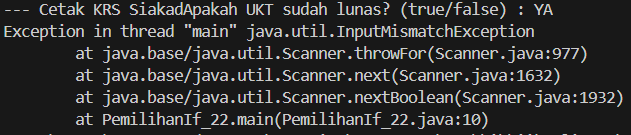 --- Cetak KRS SiakadApakah UKT sudah lunas? (true/false) : YA
Exception in thread "main" java.util.InputMismatchException
at java.base/java.util.Scanner.throwFor(Scanner.java:977)
at java.base/java.util.Scanner.next(Scanner.java:1632)
at java.base/java.util.Scanner.nextBoolean(Scanner.java:1932)
at PemilihanIf_22.main(PemilihanIf_22.java:10)